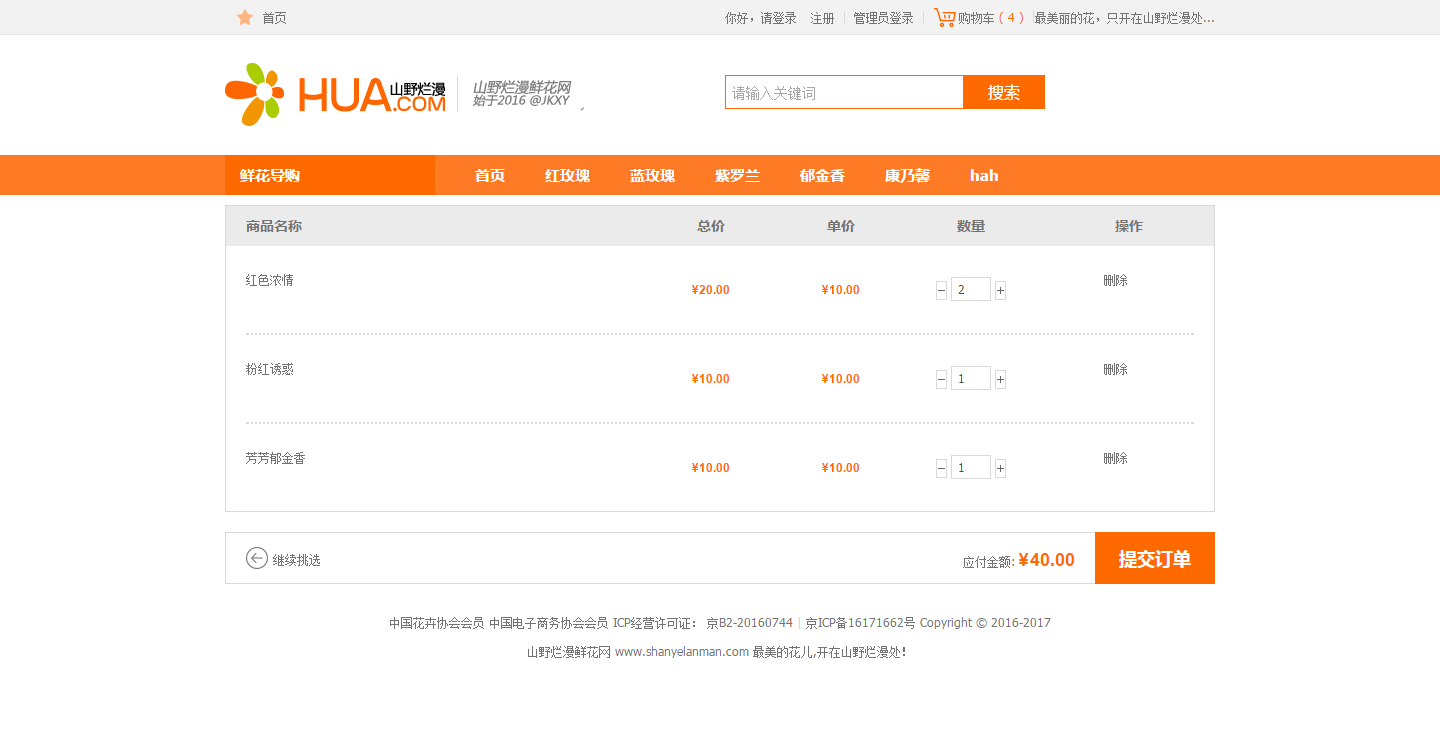 首页 你好，请登录 注册 管理员登录 购物车（ 4 ） 最美丽的花，只开在山野烂漫处...
HUA.COM 山野烂漫 山野烂漫鲜花网
始于2016 @JKXY
请输入关键词 搜索
鲜花导购 首页 红玫瑰 蓝玫瑰 紫罗兰 郁金香 康乃馨 hah
商品名称 总价 单价 数量 操作
红色浓情 ¥20.00 ¥10.00 − 2 + 删除
粉红诱惑 ¥10.00 ¥10.00 − 1 + 删除
芳芳郁金香 ¥10.00 ¥10.00 − 1 + 删除
继续挑选 应付金额: ¥40.00 提交订单
中国花卉协会会员 中国电子商务协会会员 ICP经营许可证： 京B2-20160744 | 京ICP备16171662号 Copyright © 2016-2017
山野烂漫鲜花网 www.shanyelanman.com 最美的花儿,开在山野烂漫处!